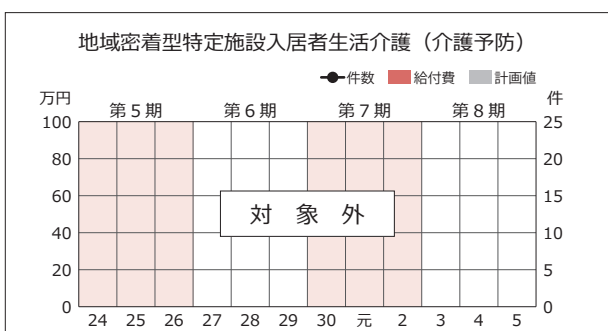 地域密着型特定施設入居者生活介護（介護予防）
件数 給付費 計画値
万円 第５期 第６期 第７期 第８期 件
100 25
80 20
60 15
対 象 外
40 10
20 5
0 0
24 25 26 27 28 29 30 元 2 3 4 5